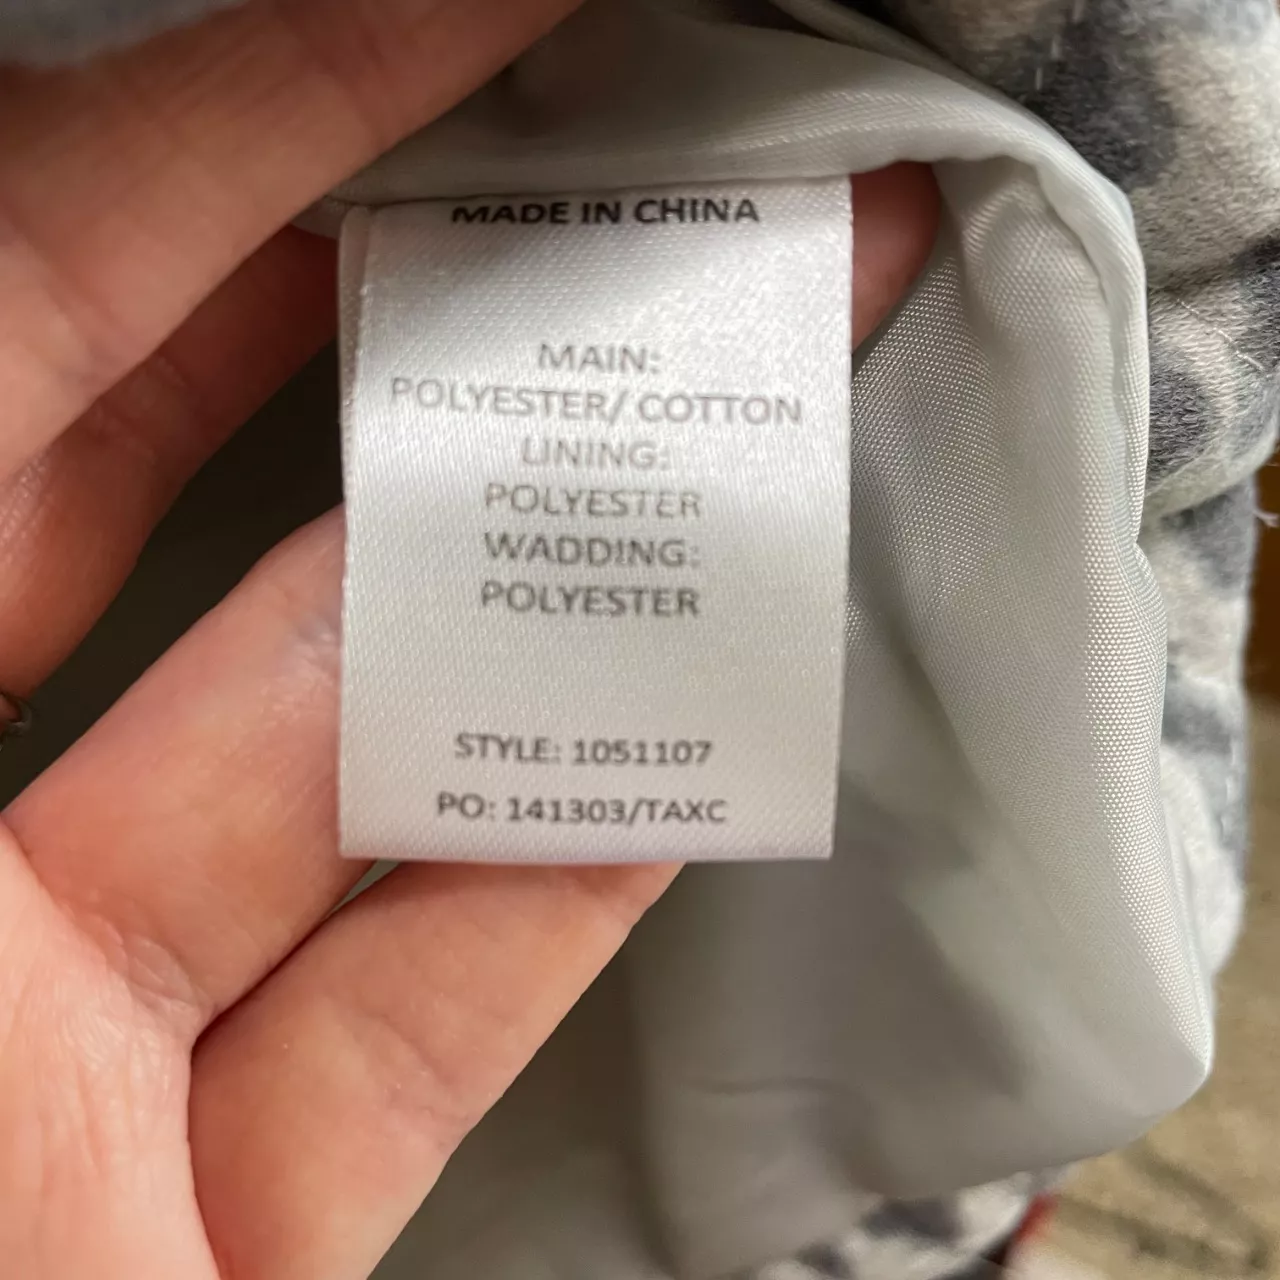 MADE IN CHINA
MAIN:
POLYESTER/ COTTON
LINING:
POLYESTER
WADDING:
POLYESTER
STYLE: 1051107
PO: 141303/TAXC